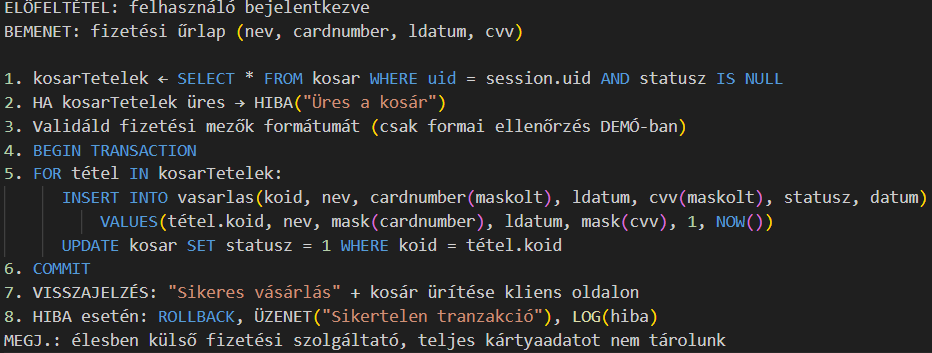 ELŐFELTÉTEL: felhasználó bejelentkezve
BEMENET: fizetési űrlap (nev, cardnumber, ldatum, cvv)
1. kosarTetelek ← SELECT * FROM kosar WHERE uid = session.uid AND statusz IS NULL
2. HA kosarTetelek üres → HIBA("Üres a kosár")
3. Validáld fizetési mezők formátumát (csak formai ellenőrzés DEMÓ-ban)
4. BEGIN TRANSACTION
5. FOR tétel IN kosarTetelek:
INSERT INTO vasarlas(koid, nev, cardnumber(maskolt), ldatum, cvv(maskolt), statusz, datum)
VALUES(tétel.koid, nev, mask(cardnumber), ldatum, mask(cvv), 1, NOW())
UPDATE kosar SET statusz = 1 WHERE koid = tétel.koid
6. COMMIT
7. VISSZAJELZÉS: "Sikeres vásárlás" + kosár ürítése kliens oldalon
8. HIBA esetén: ROLLBACK, ÜZENET("Sikertelen tranzakció"), LOG(hiba)
MEGJ.: élesben külső fizetési szolgáltató, teljes kártyaadatot nem tárolunk